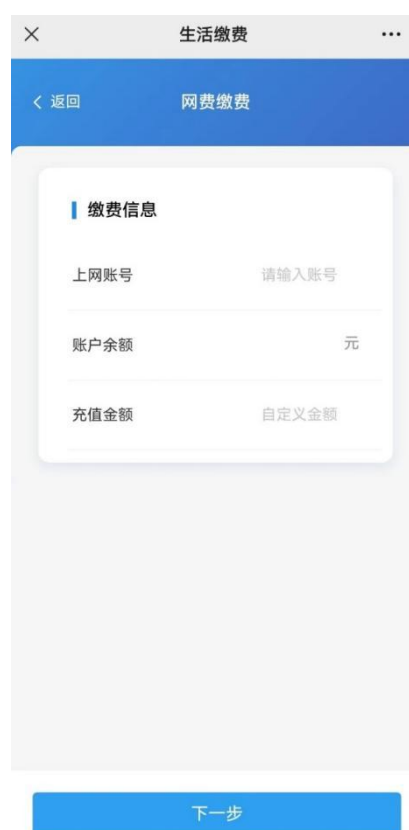 生活缴费
返回
网费缴费
缴费信息
上网账号 请输入账号
账户余额 元
充值金额 自定义金额
下一步